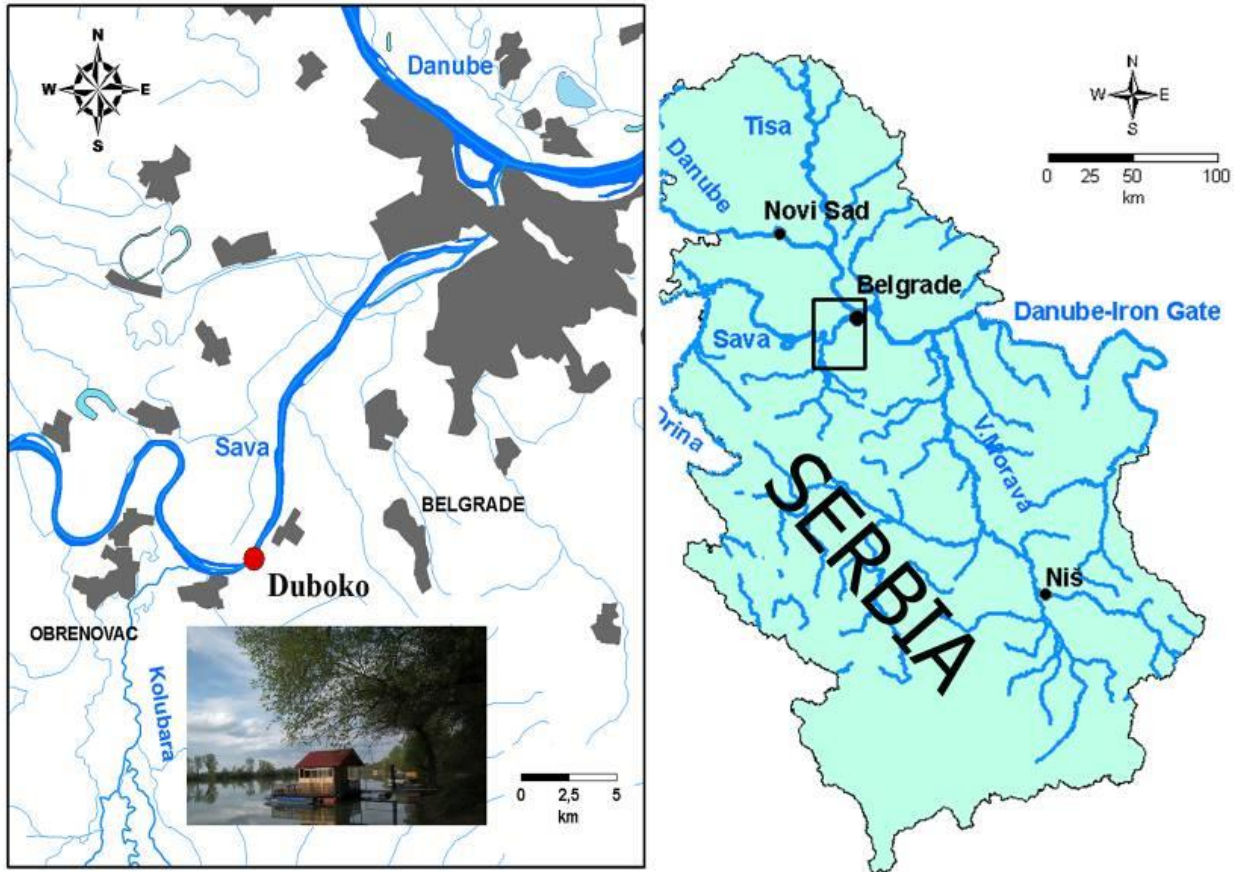 N
W E
S
Danube
Sava
BELGRADE
Duboko
OBRENOVAC
Kolubara
0 2,5 5
km
N
W E
S
0 25 50 100
km
Tisa
Danube
Novi Sad
Belgrade
Danube-Iron Gate
Sava
Drina
V.Morava
SERBIA
Niš